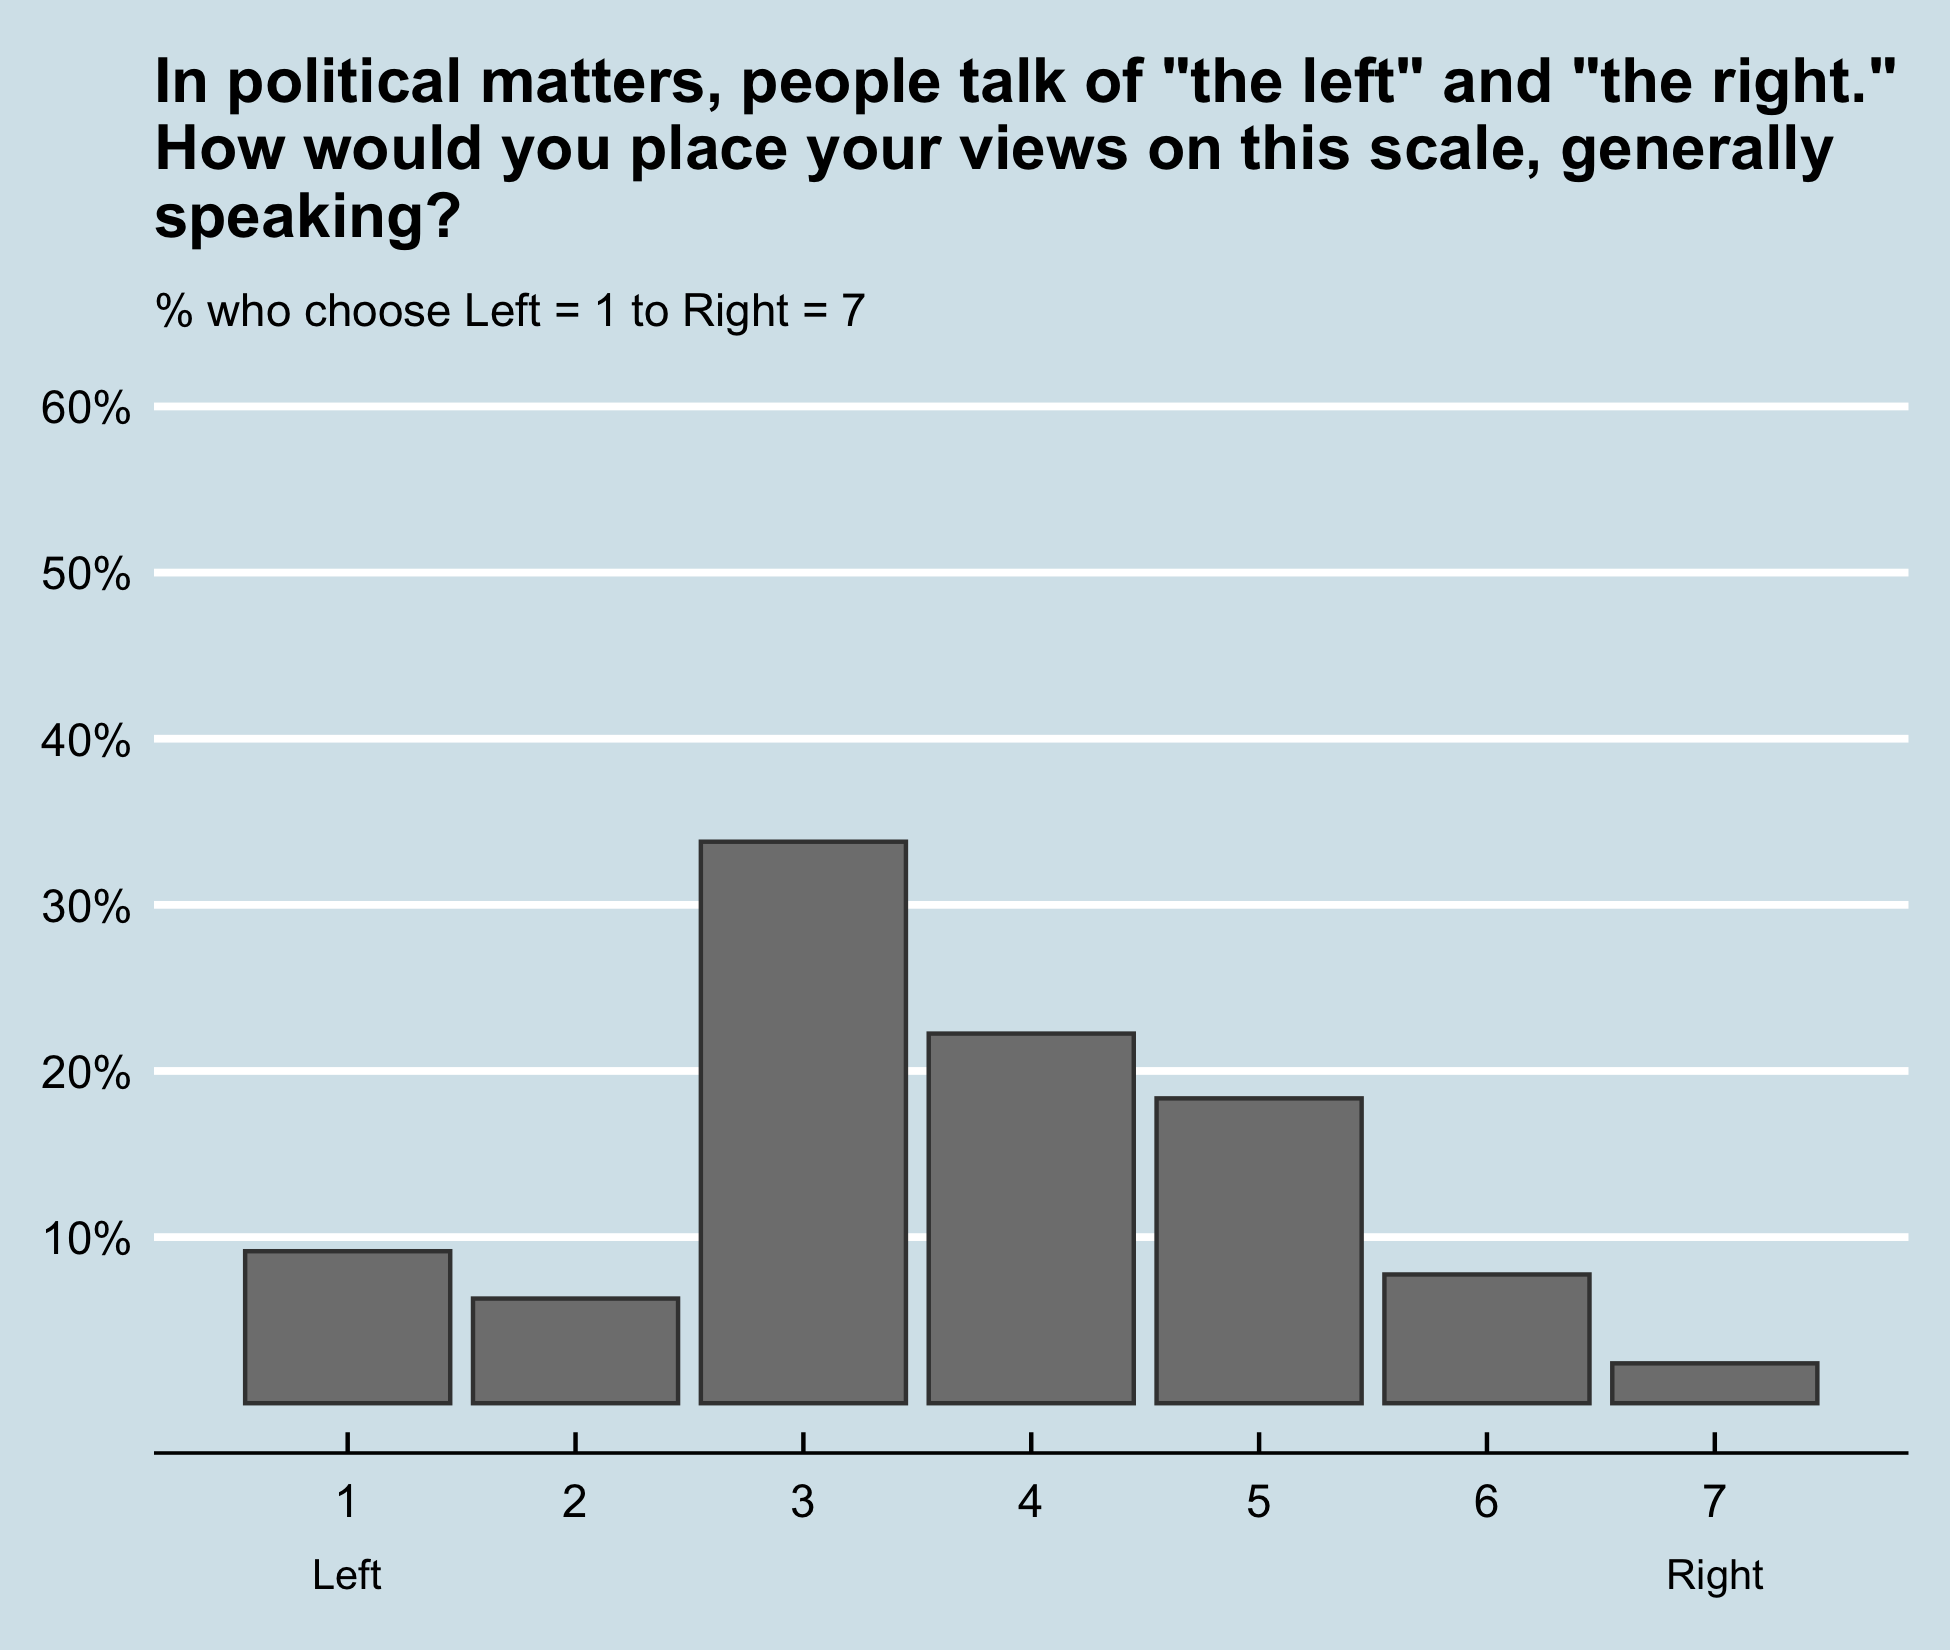 In political matters, people talk of "the left" and "the right."
How would you place your views on this scale, generally
speaking?
% who choose Left = 1 to Right = 7
60%
50%
40%
30%
20%
10%
1 2 3 4 5 6 7
Left Right